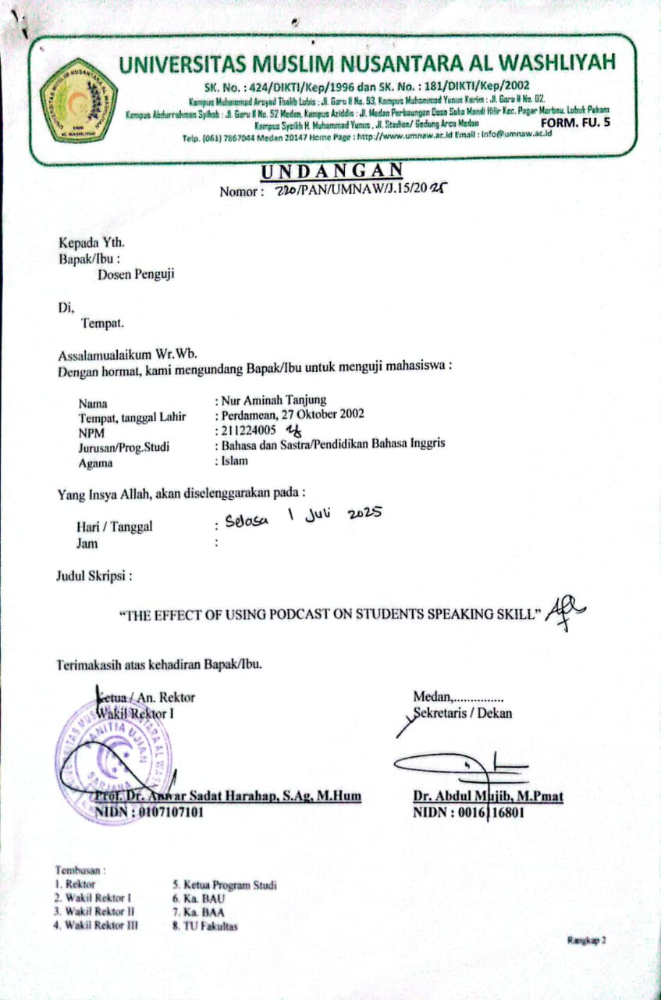 UNIVERSITAS MUSLIM NUSANTARA AL WASHLIYAH
SK. No. : 424/DIKTI/Kep/1996 dan SK. No. : 181/DIKTI/Kep/2002
Kampus Muhammad Arsyad Thalib Lubis : Jl. Garu II No. 93, Kampus Muhammad Yunus Karim : Jl. Garu II No. 02,
Kampus Abdurrahman Syihab : Jl. Garu II No. 52 Medan, Kampus Aziddin : Jl. Medan Perbaungan Desa Suka Mandi Hilir Kec. Pagar Merbau, Lubuk Pakam
Kampus Syeikh H. Muhammad Yunus , Jl. Stadion/ Gedung Arca Medan
FORM. FU. 5
Telp. (061) 7867044 Medan 20147 Home Page : http://www.umnaw.ac.id Email : info@umnaw.ac.id
UNIVERSITAS MUSLIM NUSANTARA AL WASHLIYAH
UMN
AL WASHLIYAH
UNDANGAN
Nomor : 220/PAN/UMNAW/J.15/2025
Kepada Yth.
Bapak/Ibu :
Dosen Penguji
Di,
Tempat.
Assalamualaikum Wr.Wb.
Dengan hormat, kami mengundang Bapak/Ibu untuk menguji mahasiswa :
Nama : Nur Aminah Tanjung
Tempat, tanggal Lahir : Perdamean, 27 Oktober 2002
NPM : 211224005
Jurusan/Prog.Studi : Bahasa dan Sastra/Pendidikan Bahasa Inggris
Agama : Islam
Yang Insya Allah, akan diselenggarakan pada :
Hari / Tanggal : Selasa 1 Juli 2025
Jam :
Judul Skripsi :
“THE EFFECT OF USING PODCAST ON STUDENTS SPEAKING SKILL”
Terimakasih atas kehadiran Bapak/Ibu.
Ketua / An. Rektor
Wakil Rektor I
PANITIA UJIAN
SARJANA
Prof. Dr. Anwar Sadat Harahap, S.Ag, M.Hum
NIDN : 0107107101
Medan,...............
Sekretaris / Dekan
Dr. Abdul Mujib, M.Pmat
NIDN : 0016116801
Tembusan :
1. Rektor
2. Wakil Rektor I
3. Wakil Rektor II
4. Wakil Rektor III
5. Ketua Program Studi
6. Ka. BAU
7. Ka. BAA
8. TU Fakultas
Rangkap 2